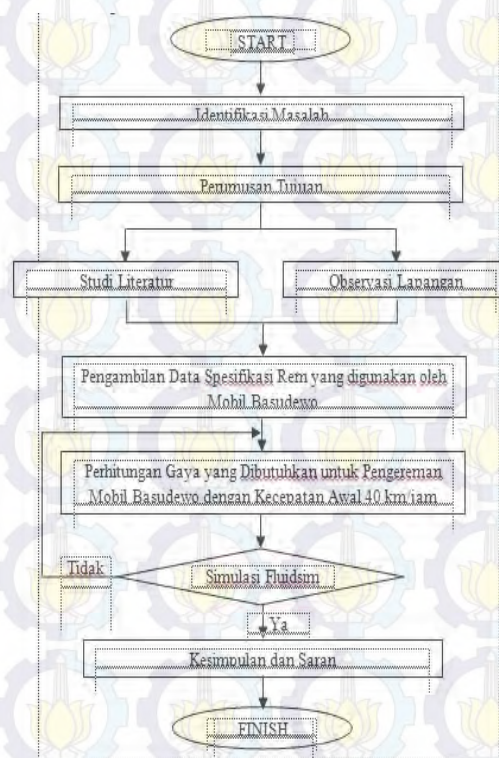 START
Identifikasi Masalah
Perumusan Tujuan
Studi Literatur
Observasi Lapangan
Pengambilan Data Spesifikasi Rem yang digunakan oleh
Mobil Basudewo
Perhitungan Gaya yang Dibutuhkan untuk Pengereman
Mobil Basudewo dengan Kecepatan Awal 40 km/jam
Tidak
Simulasi Fluidsim
Ya
Kesimpulan dan Saran
FINISH